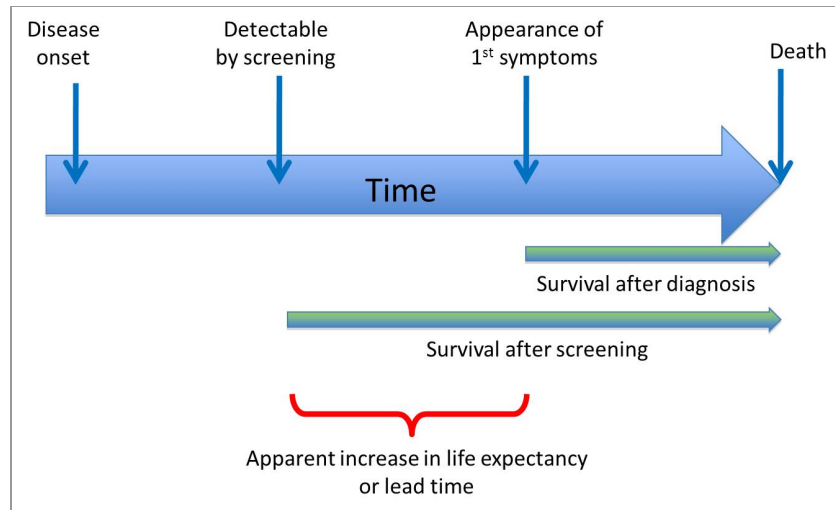 Disease
onset
Detectable
by screening
Appearance of
1st symptoms
Death
Time
Survival after diagnosis
Survival after screening
Apparent increase in life expectancy
or lead time